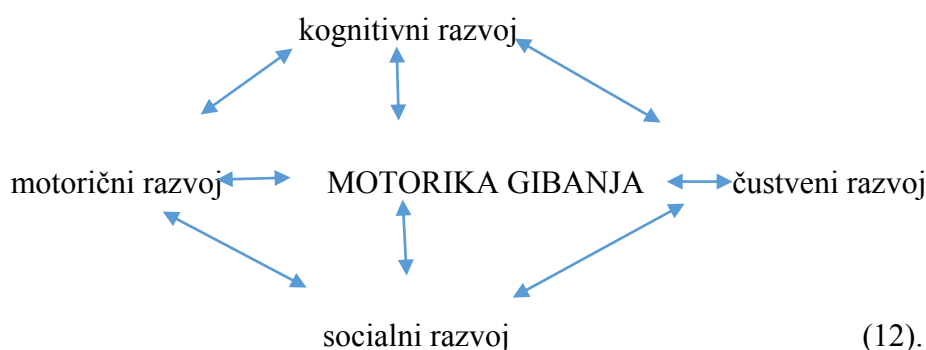 kognitivni razvoj
motorični razvoj MOTORIKA GIBANJA čustveni razvoj
socialni razvoj (12).